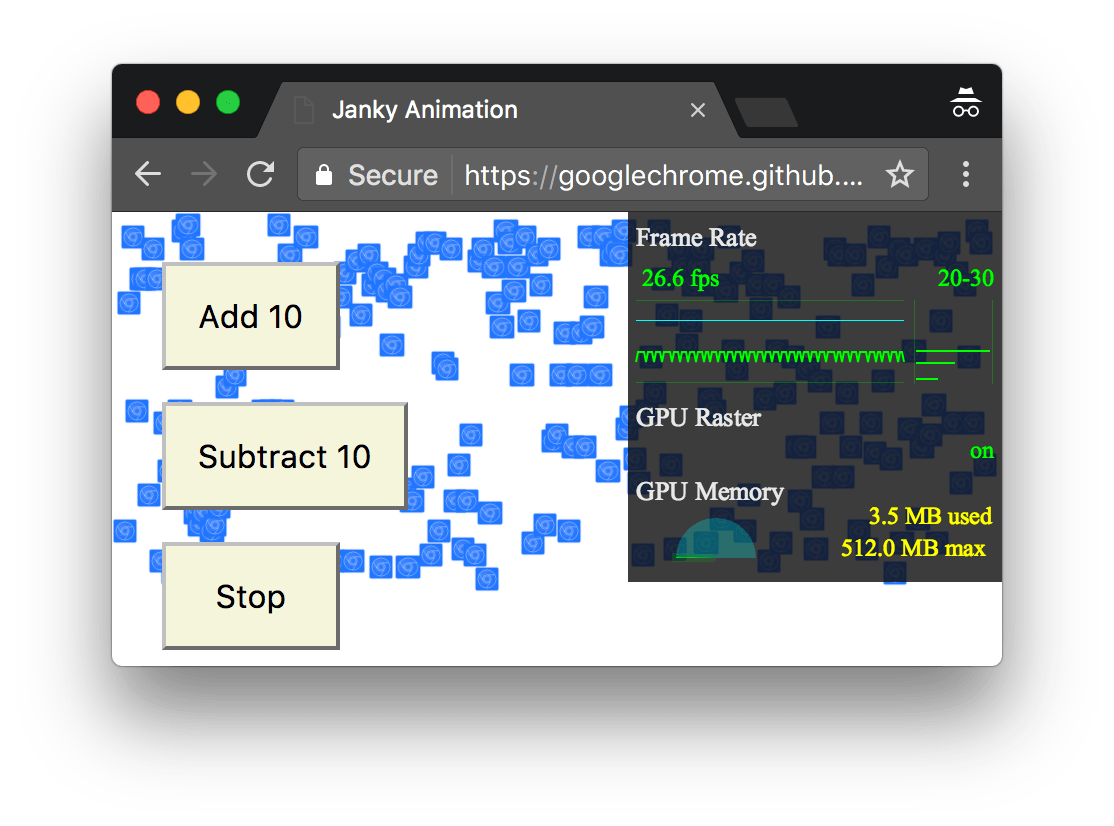 Janky Animation
Secure https://googlechrome.github....
Add 10
Subtract 10
Stop
Frame Rate
26.6 fps 20-30
GPU Raster
on
GPU Memory
3.5 MB used
512.0 MB max